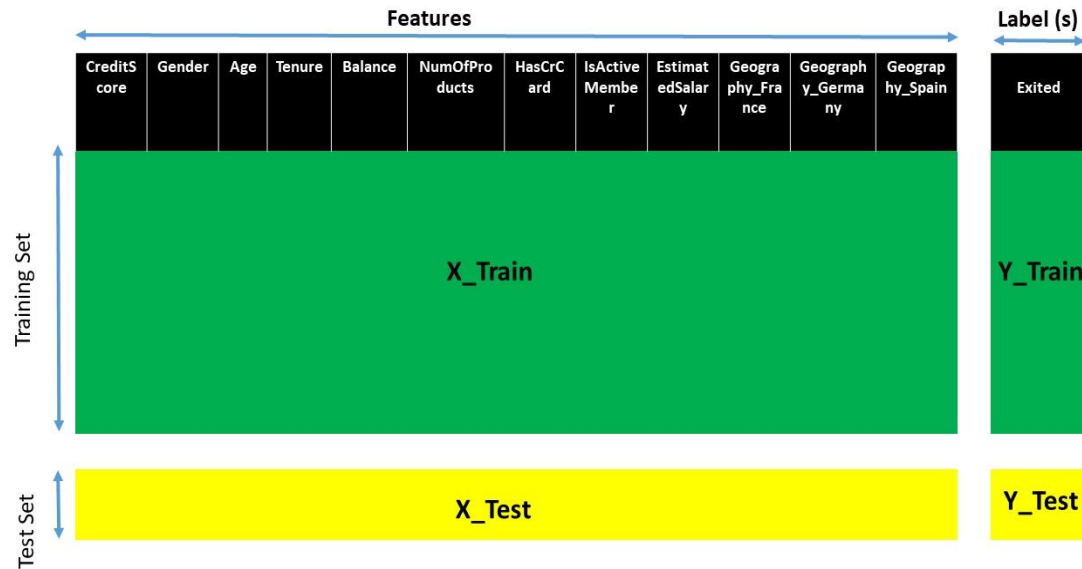 Features
Label (s)
CreditS
core
Gender
Age
Tenure
Balance
NumOfPro
ducts
HasCrC
ard
IsActive
Membe
r
Estimat
edSalar
y
Geogra
phy_Fra
nce
Geograph
y_Germa
ny
Geograp
hy_Spain
Exited
Training Set
X_Train
Y_Train
Test Set
X_Test
Y_Test